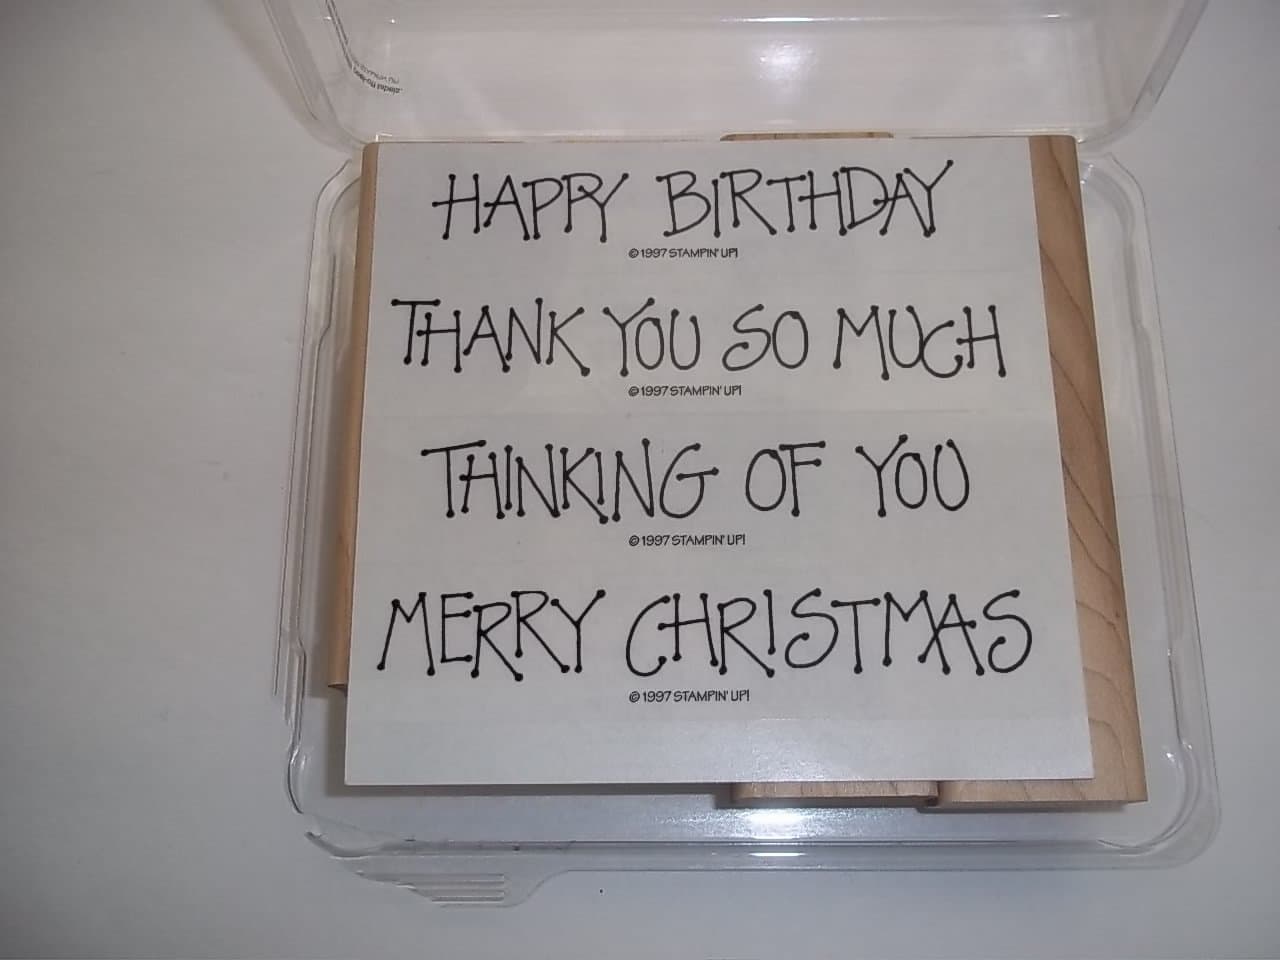 HAPPY BIRTHDAY
©1997 STAMPIN' UP!
THANK YOU SO MUCH
©1997 STAMPIN' UP!
THINKING OF YOU
©1997 STAMPIN' UP!
MERRY CHRISTMAS
©1997 STAMPIN' UP!